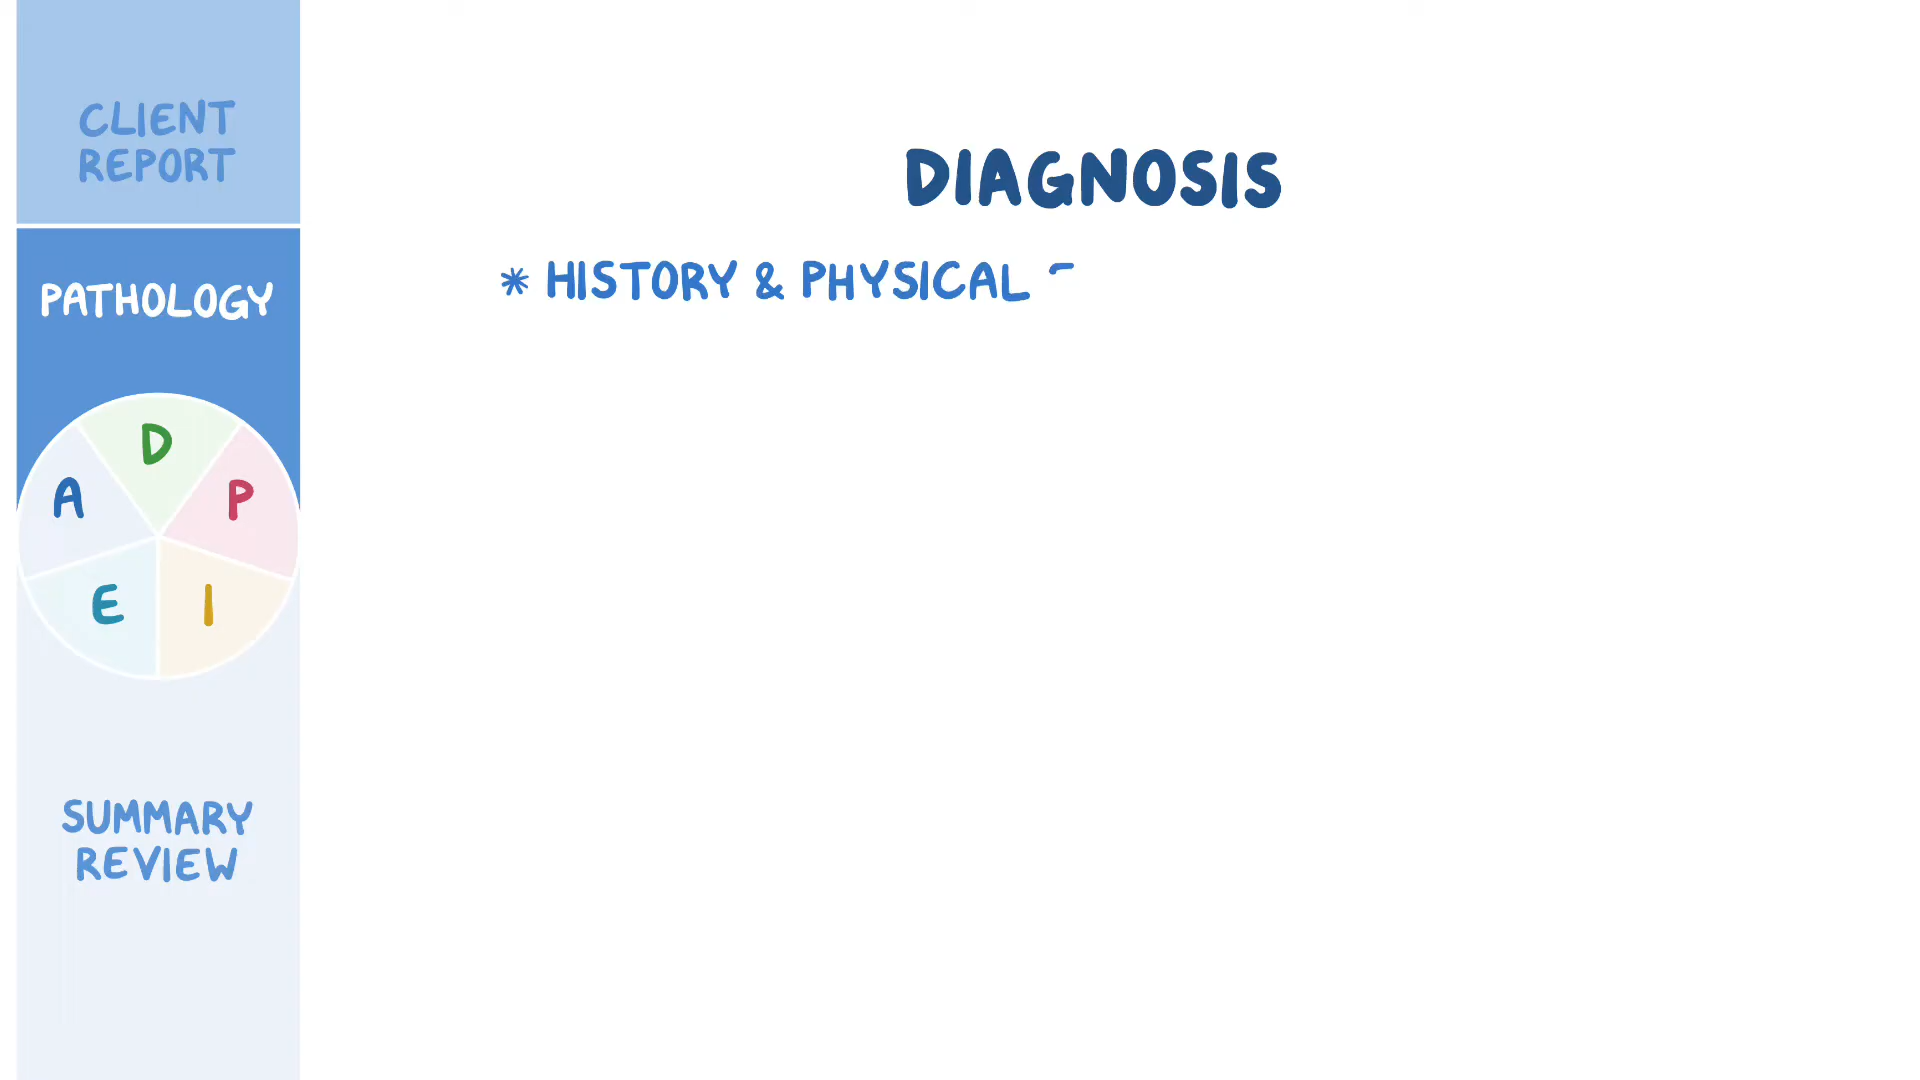 CLIENT
REPORT
PATHOLOGY
D
A
P
E
I
SUMMARY
REVIEW
DIAGNOSIS
* HISTORY & PHYSICAL